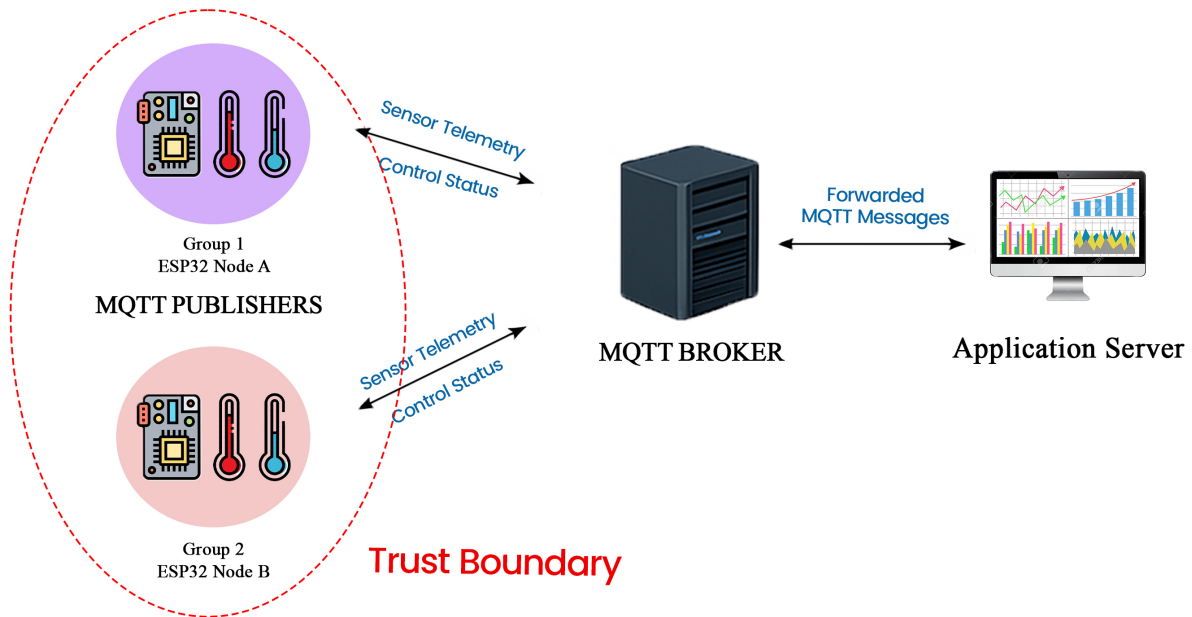 Sensor Telemetry
Control Status
Group 1
ESP32 Node A
MQTT PUBLISHERS
Forwarded
MQTT Messages
MQTT BROKER
Application Server
Sensor Telemetry
Control Status
Group 2
ESP32 Node B
Trust Boundary